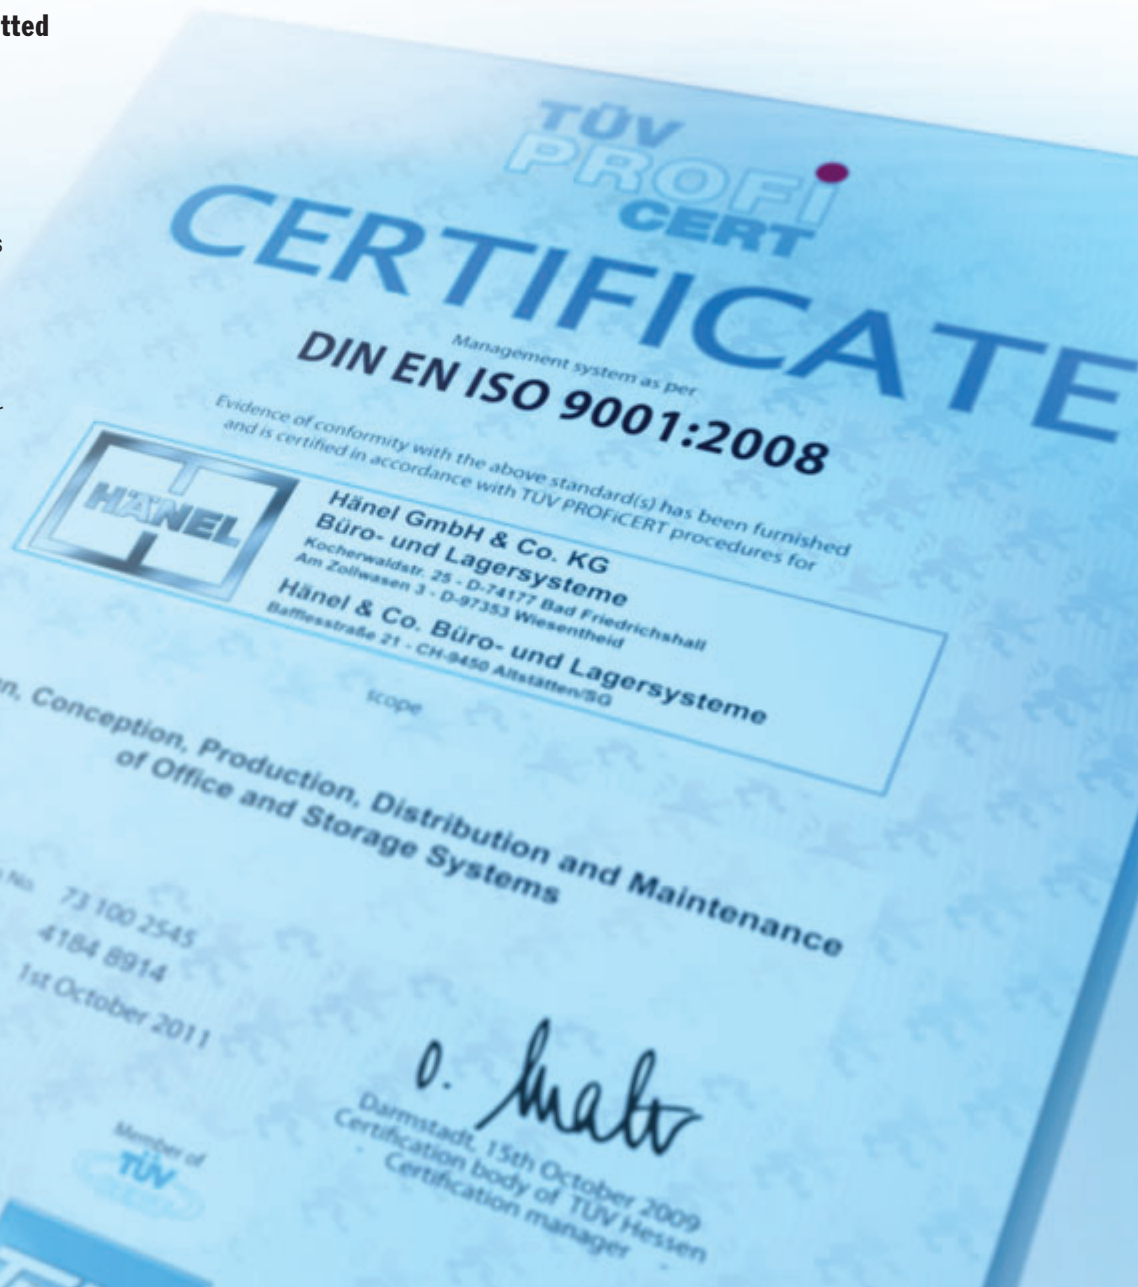 tted
TÜV
PROFi
CERT
CERTIFICATE
Management system as per
DIN EN ISO 9001:2008
Evidence of conformity with the above standard(s) has been furnished
and is certified in accordance with TÜV PROFiCERT procedures for
HÄNEL
Hänel GmbH & Co. KG
Büro- und Lagersysteme
Kocherwaldstr. 25 - D-74177 Bad Friedrichshall
Am Zollwasen 3 - D-97353 Wiesentheid
Hänel & Co. Büro- und Lagersysteme
Bafflesstraße 21 - CH-9450 Altstätten/SG
scope
n, Conception, Production, Distribution and Maintenance
of Office and Storage Systems
No. 73 100 2545
4184 8914
1st October 2011
Darmstadt, 15th October 2009
Certification body of TÜV Hessen
Certification manager
Member of
TÜV